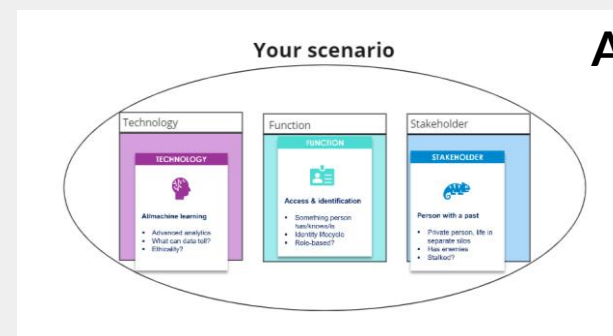 Your scenario
A
Technology
TECHNOLOGY
AI/machine learning
• Advanced analytics
• What can data tell?
• Ethicality?
Function
FUNCTION
Access & identification
• Something person
has/knows/is
• Identity lifecycle
• Role-based?
Stakeholder
STAKEHOLDER
Person with a past
• Private person, life in
separate silos
• Has enemies
• Stalked?